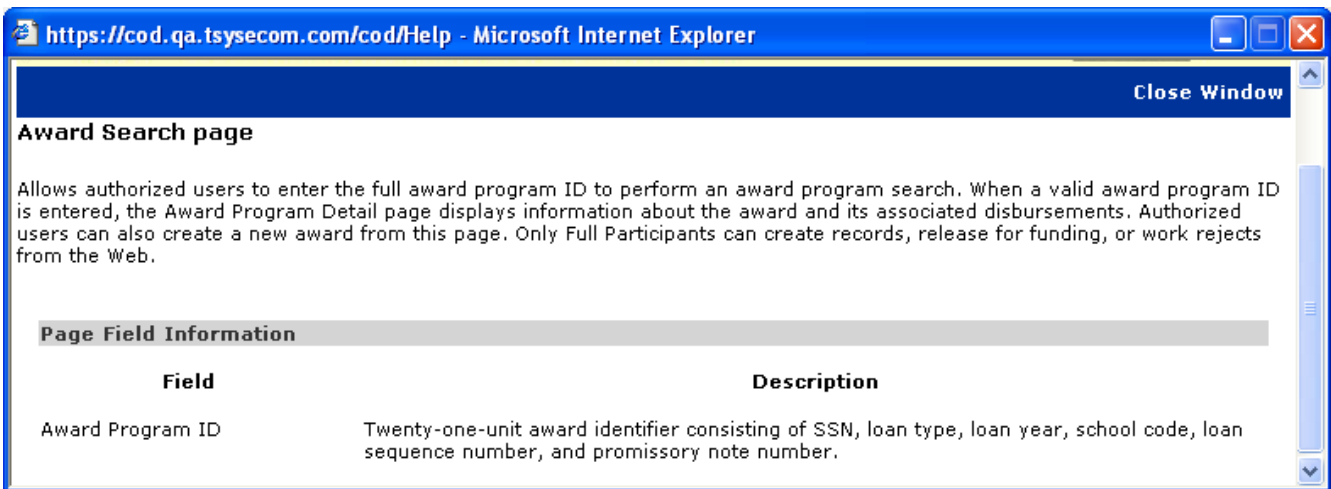 https://cod.qa.tsysecom.com/cod/Help - Microsoft Internet Explorer
Close Window
Award Search page
Allows authorized users to enter the full award program ID to perform an award program search. When a valid award program ID
is entered, the Award Program Detail page displays information about the award and its associated disbursements. Authorized
users can also create a new award from this page. Only Full Participants can create records, release for funding, or work rejects
from the Web.
Page Field Information
Field Description
Award Program ID Twenty-one-unit award identifier consisting of SSN, loan type, loan year, school code, loan
sequence number, and promissory note number.